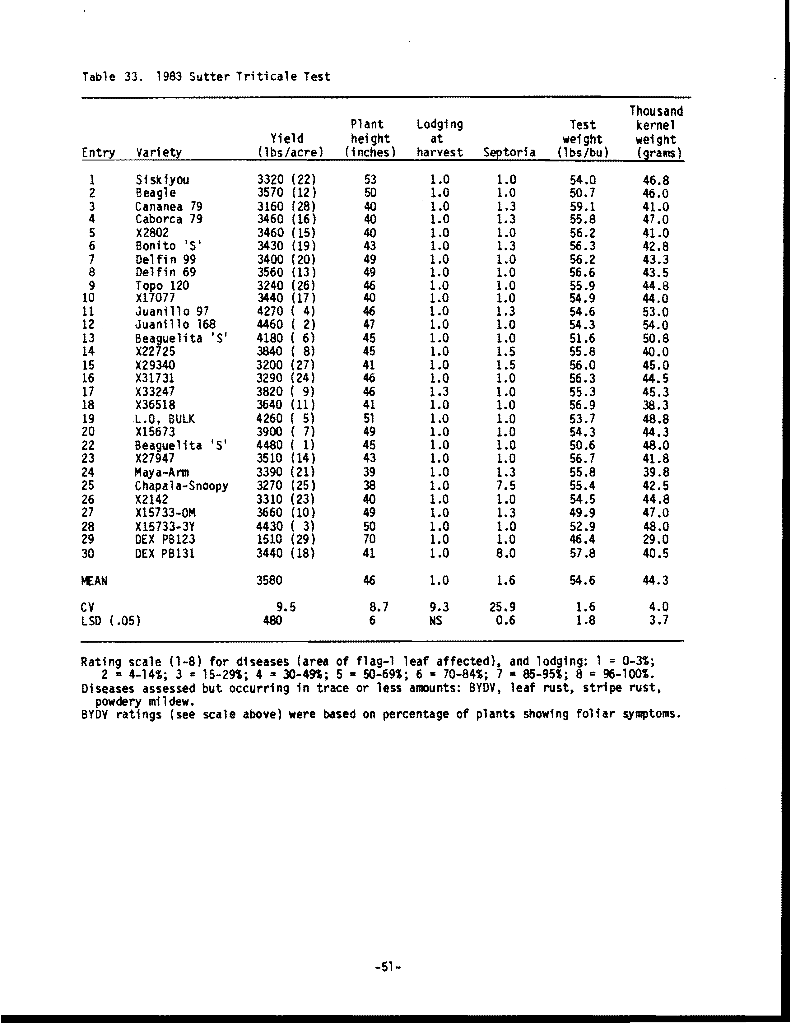 Table 33. 1983 Sutter Triticale Test
Thousand
Plant Lodging Test kernel
Yield height at weight weight
Entry Variety (lbs/acre) (inches) harvest Septoria (lbs/bu) (grams)
1 Siskiyou 3320 (22) 53 1.0 1.0 54.0 46.8
2 Beagle 3570 (12) 50 1.0 1.0 50.7 46.0
3 Cananea 79 3160 (28) 40 1.0 1.3 59.1 41.0
4 Caborca 79 3460 (16) 40 1.0 1.3 55.8 47.0
5 X2802 3460 (15) 40 1.0 1.0 56.2 41.0
6 Bonito 'S' 3430 (19) 43 1.0 1.3 56.3 42.8
7 Delfin 99 3400 (20) 49 1.0 1.0 56.2 43.3
8 Delfin 69 3560 (13) 49 1.0 1.0 56.6 43.5
9 Topo 120 3240 (26) 46 1.0 1.0 55.9 44.8
10 X17077 3440 (17) 40 1.0 1.0 54.9 44.0
11 Juanillo 97 4270 ( 4) 46 1.0 1.3 54.6 53.0
12 Juanillo 168 4460 ( 2) 47 1.0 1.0 54.3 54.0
13 Beaguelita 'S' 4180 ( 6) 45 1.0 1.0 51.6 50.8
14 X22725 3840 ( 8) 45 1.0 1.5 55.8 40.0
15 X29340 3200 (27) 41 1.0 1.5 56.0 45.0
16 X31731 3290 (24) 46 1.0 1.0 56.3 44.5
17 X33247 3820 ( 9) 46 1.3 1.0 55.3 45.3
18 X36518 3640 (11) 41 1.0 1.0 56.9 38.3
19 L.O, BULK 4260 ( 5) 51 1.0 1.0 53.7 48.8
20 X15673 3900 ( 7) 49 1.0 1.0 54.3 44.3
22 Beaguelita 'S' 4480 ( 1) 45 1.0 1.0 50.6 48.0
23 X27947 3510 (14) 43 1.0 1.0 56.7 41.8
24 Maya-Arm 3390 (21) 39 1.0 1.3 55.8 39.8
25 Chapala-Snoopy 3270 (25) 38 1.0 7.5 55.4 42.5
26 X2142 3310 (23) 40 1.0 1.0 54.5 44.8
27 X15733-OM 3660 (10) 49 1.0 1.3 49.9 47.0
28 X15733-3Y 4430 ( 3) 50 1.0 1.0 52.9 48.0
29 DEX PB123 1510 (29) 70 1.0 1.0 46.4 29.0
30 DEX PB131 3440 (18) 41 1.0 8.0 57.8 40.5
MEAN 3580 46 1.0 1.6 54.6 44.3
CV 9.5 8.7 9.3 25.9 1.6 4.0
LSD (.05) 480 6 NS 0.6 1.8 3.7
Rating scale (1-8) for diseases (area of flag-1 leaf affected), and lodging: 1 = 0-3%;
2 = 4-14%; 3 = 15-29%; 4 = 30-49%; 5 = 50-69%; 6 = 70-84%; 7 = 85-95%; 8 = 96-100%.
Diseases assessed but occurring in trace or less amounts: BYDV, leaf rust, stripe rust,
powdery mildew.
BYDV ratings (see scale above) were based on percentage of plants showing foliar symptoms.
-51-